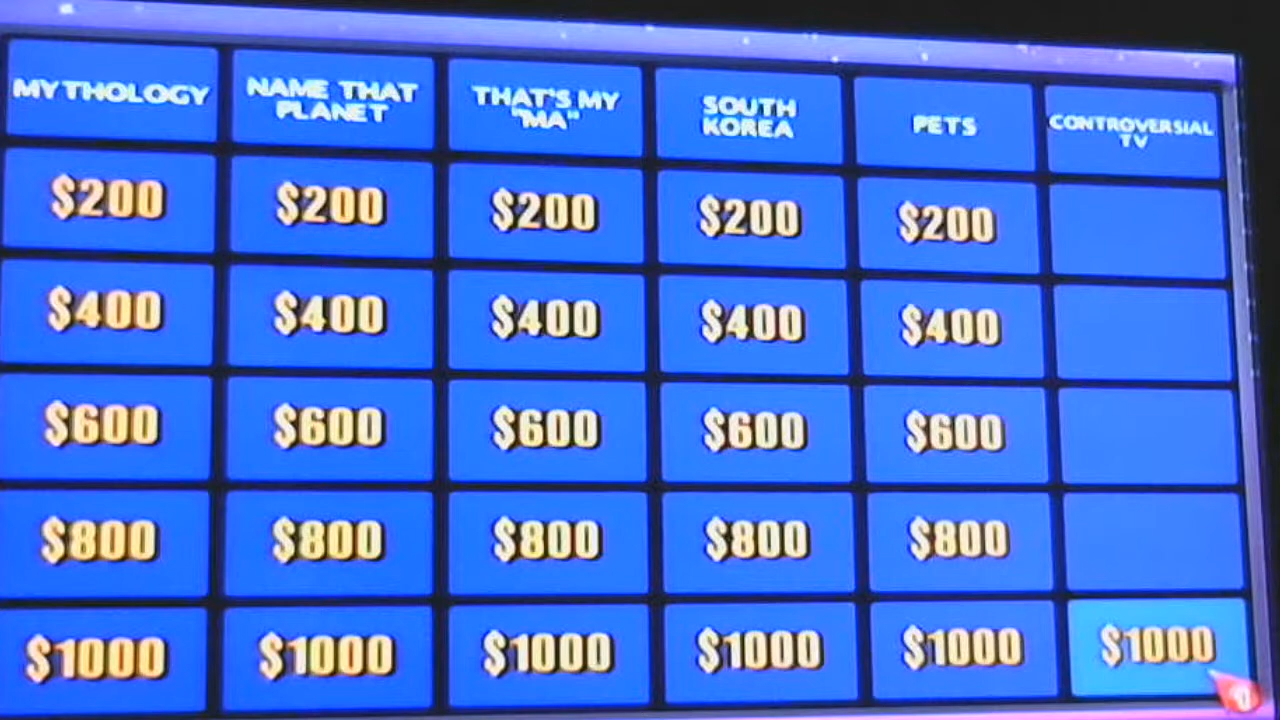 MYTHOLOGY
NAME THAT
PLANET
THAT'S MY
"MA"
SOUTH
KOREA
PETS
CONTROVERSIAL
TV
$200 $200 $200 $200 $200
$400 $400 $400 $400 $400
$600 $600 $600 $600 $600
$800 $800 $800 $800 $800
$1000 $1000 $1000 $1000 $1000 $1000